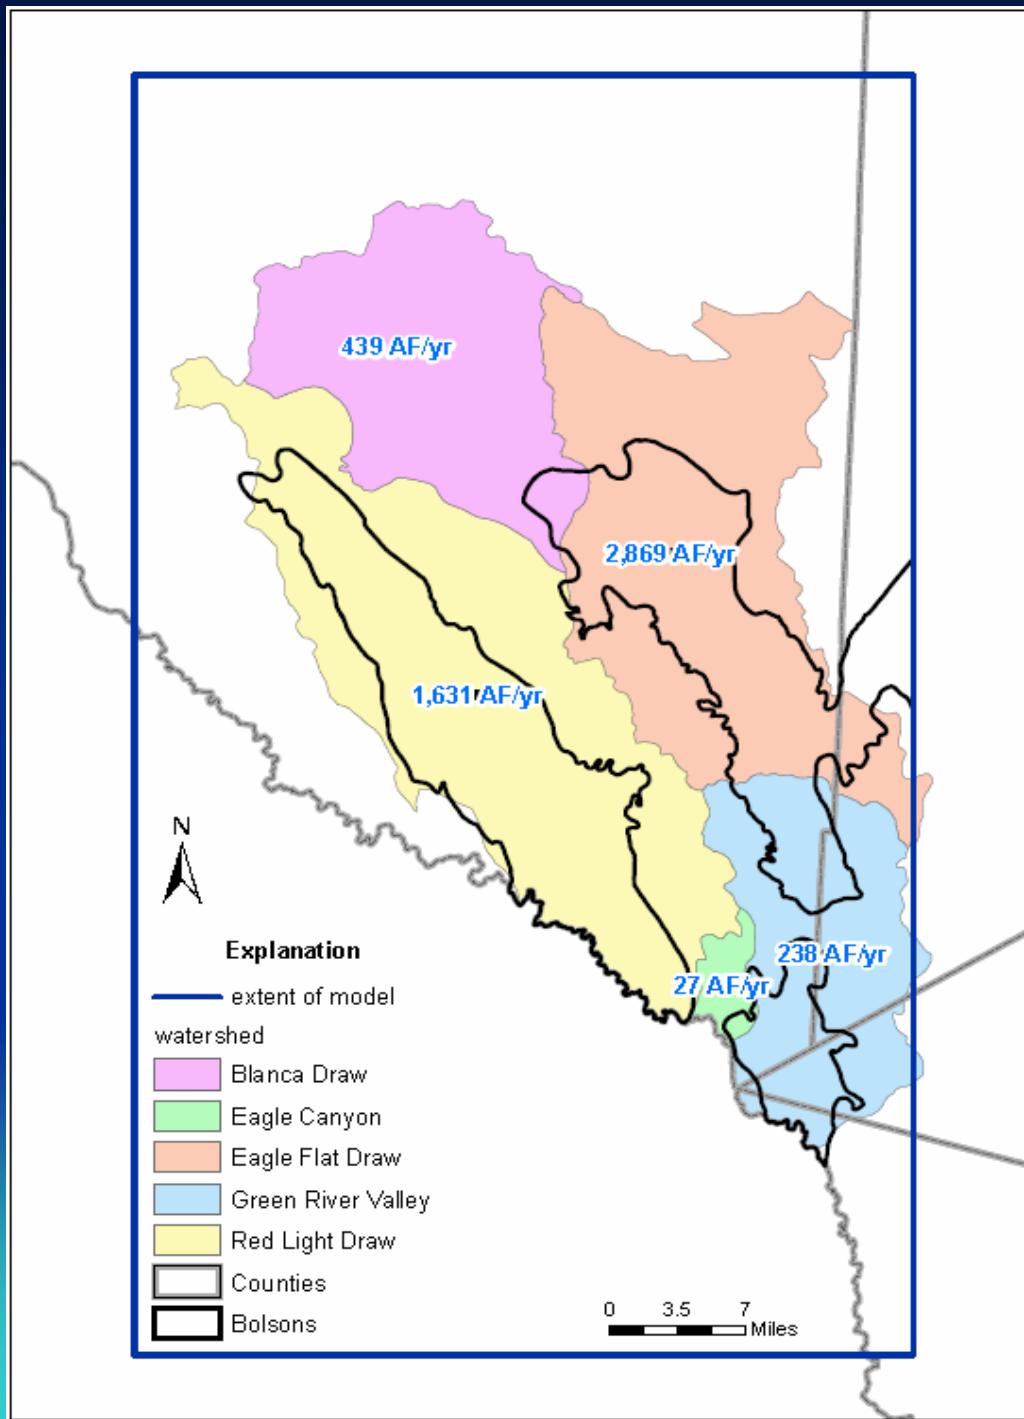 439 AF/yr
2,869 AF/yr
1,631 AF/yr
238 AF/yr
27 AF/yr
N
Explanation
extent of model
watershed
Blanca Draw
Eagle Canyon
Eagle Flat Draw
Green River Valley
Red Light Draw
Counties
Bolsons
0 3.5 7
Miles